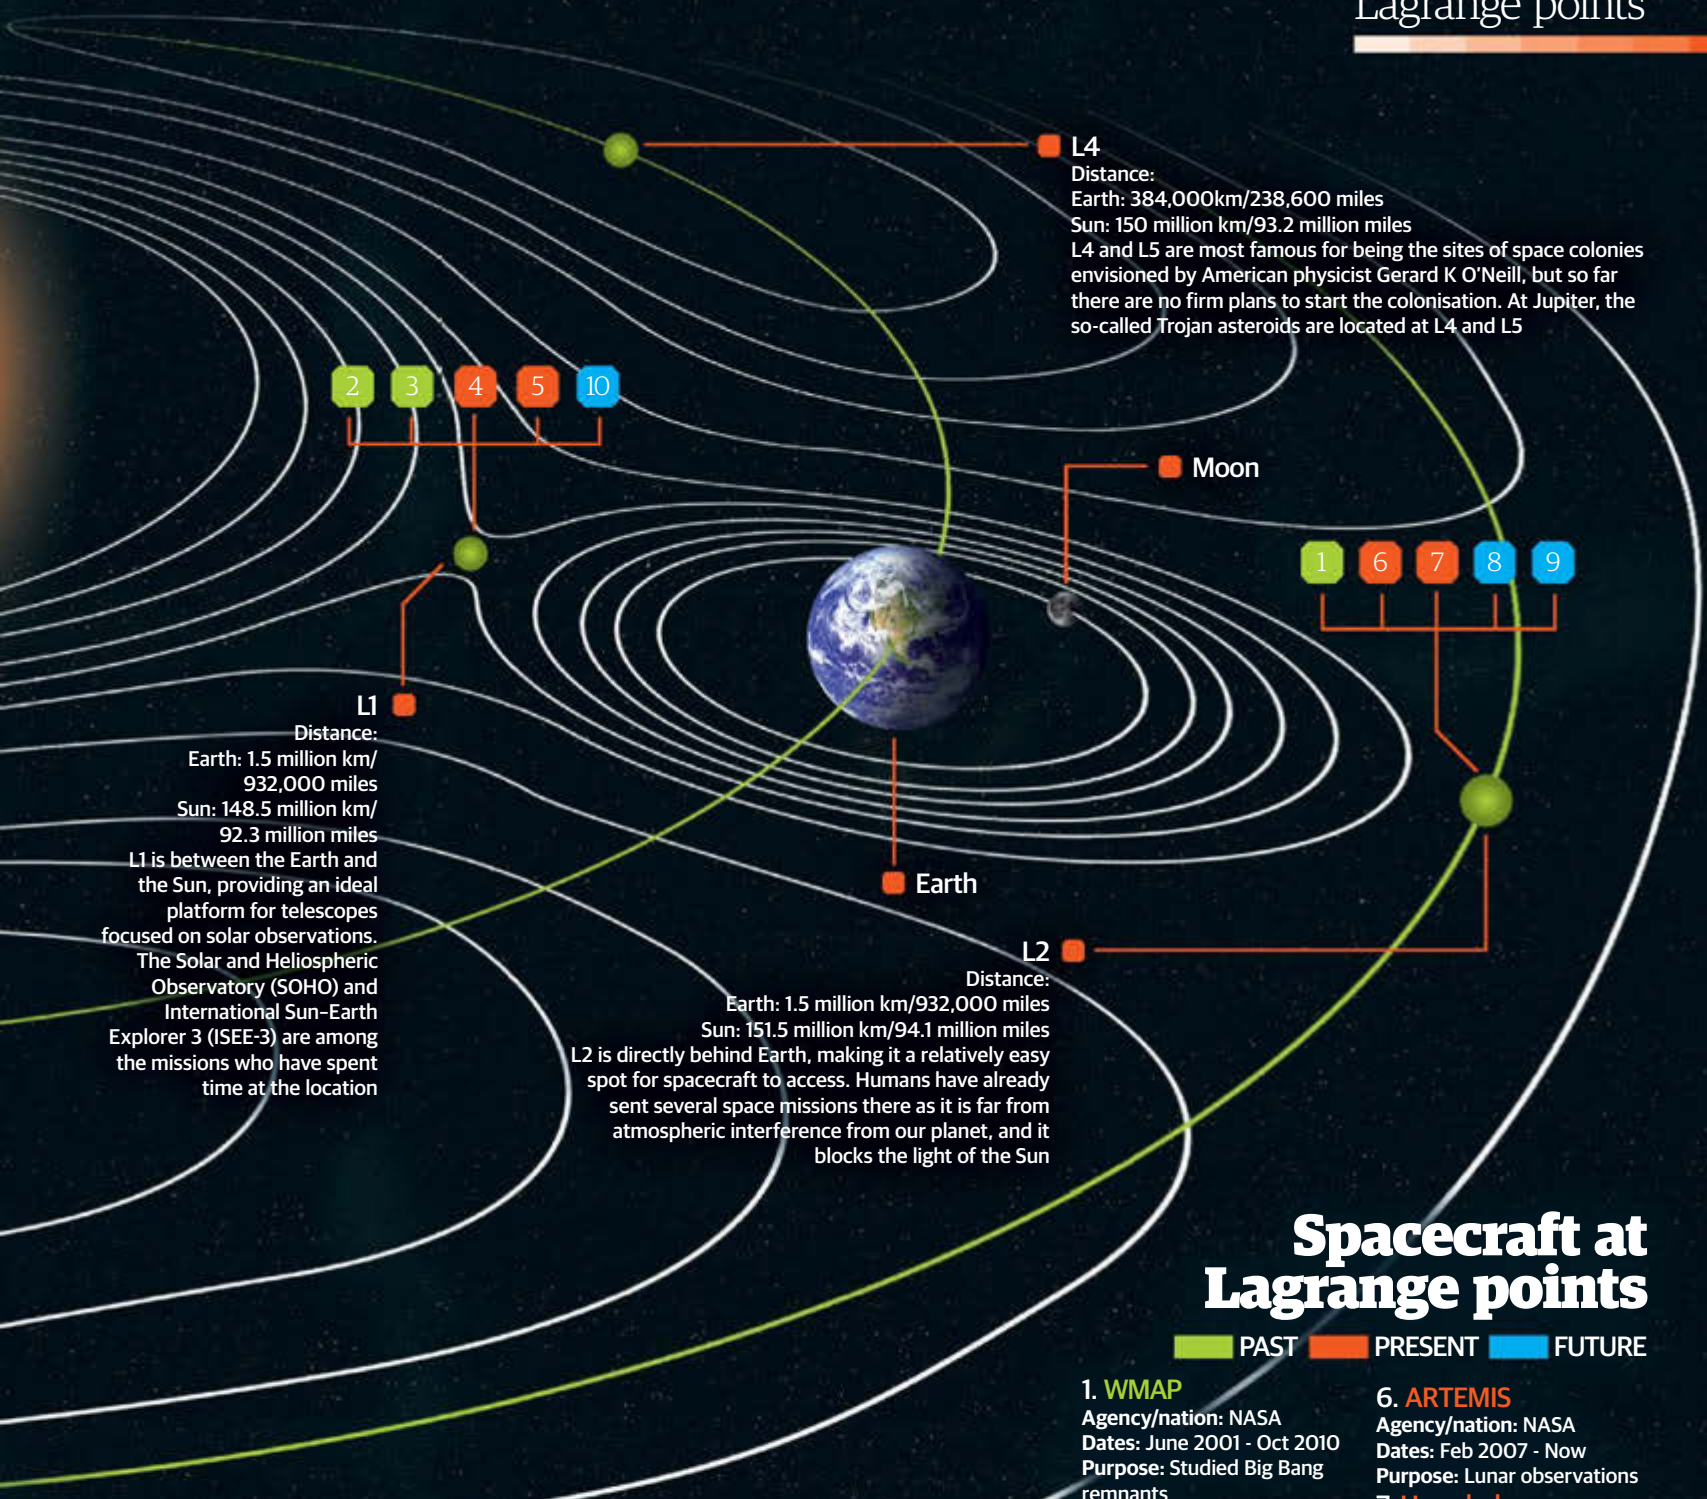 Lagrange points
L4
Distance:
Earth: 384,000km/238,600 miles
Sun: 150 million km/93.2 million miles
L4 and L5 are most famous for being the sites of space colonies
envisioned by American physicist Gerard K O'Neill, but so far
there are no firm plans to start the colonisation. At Jupiter, the
so-called Trojan asteroids are located at L4 and L5
2 3 4 5 10
Moon
1 6 7 8 9
L1
Distance:
Earth: 1.5 million km/
932,000 miles
Sun: 148.5 million km/
92.3 million miles
L1 is between the Earth and
the Sun, providing an ideal
platform for telescopes
focused on solar observations.
The Solar and Heliospheric
Observatory (SOHO) and
International Sun–Earth
Explorer 3 (ISEE-3) are among
the missions who have spent
time at the location
Earth
L2
Distance:
Earth: 1.5 million km/932,000 miles
Sun: 151.5 million km/94.1 million miles
L2 is directly behind Earth, making it a relatively easy
spot for spacecraft to access. Humans have already
sent several space missions there as it is far from
atmospheric interference from our planet, and it
blocks the light of the Sun
Spacecraft at
Lagrange points
PAST PRESENT FUTURE
1. WMAP
Agency/nation: NASA
Dates: June 2001 - Oct 2010
Purpose: Studied Big Bang
remnants
6. ARTEMIS
Agency/nation: NASA
Dates: Feb 2007 - Now
Purpose: Lunar observations